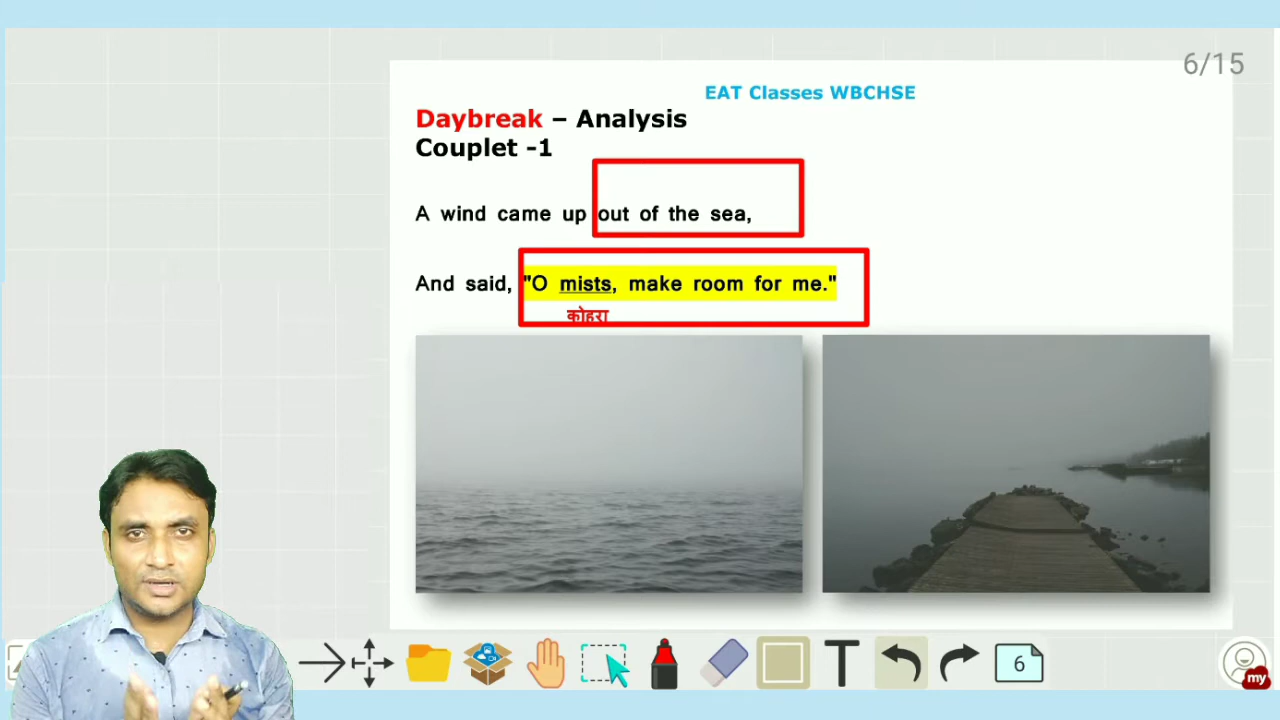 6/15
EAT Classes WBCHSE
Daybreak – Analysis
Couplet -1
A wind came up out of the sea,
And said, "O mists, make room for me."
कोहरा
T
6
my